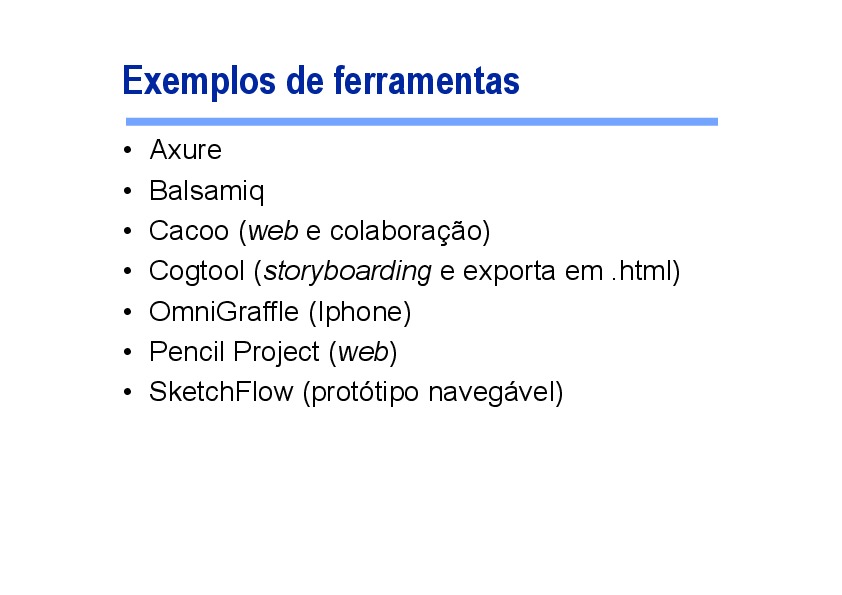 Exemplos de ferramentas
• Axure
• Balsamiq
• Cacoo (web e colaboração)
• Cogtool (storyboarding e exporta em .html)
• OmniGraffle (Iphone)
• Pencil Project (web)
• SketchFlow (protótipo navegável)